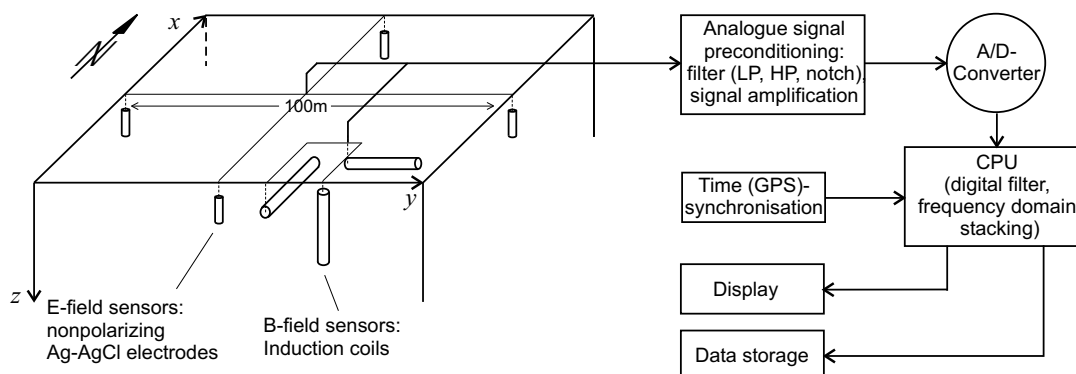 x
N
100m
y
z
E-field sensors:
nonpolarizing
Ag-AgCl electrodes
B-field sensors:
Induction coils
Analogue signal
preconditioning:
filter (LP, HP, notch),
signal amplification
A/D-
Converter
Time (GPS)-
synchronisation
CPU
(digital filter,
frequency domain
stacking)
Display
Data storage